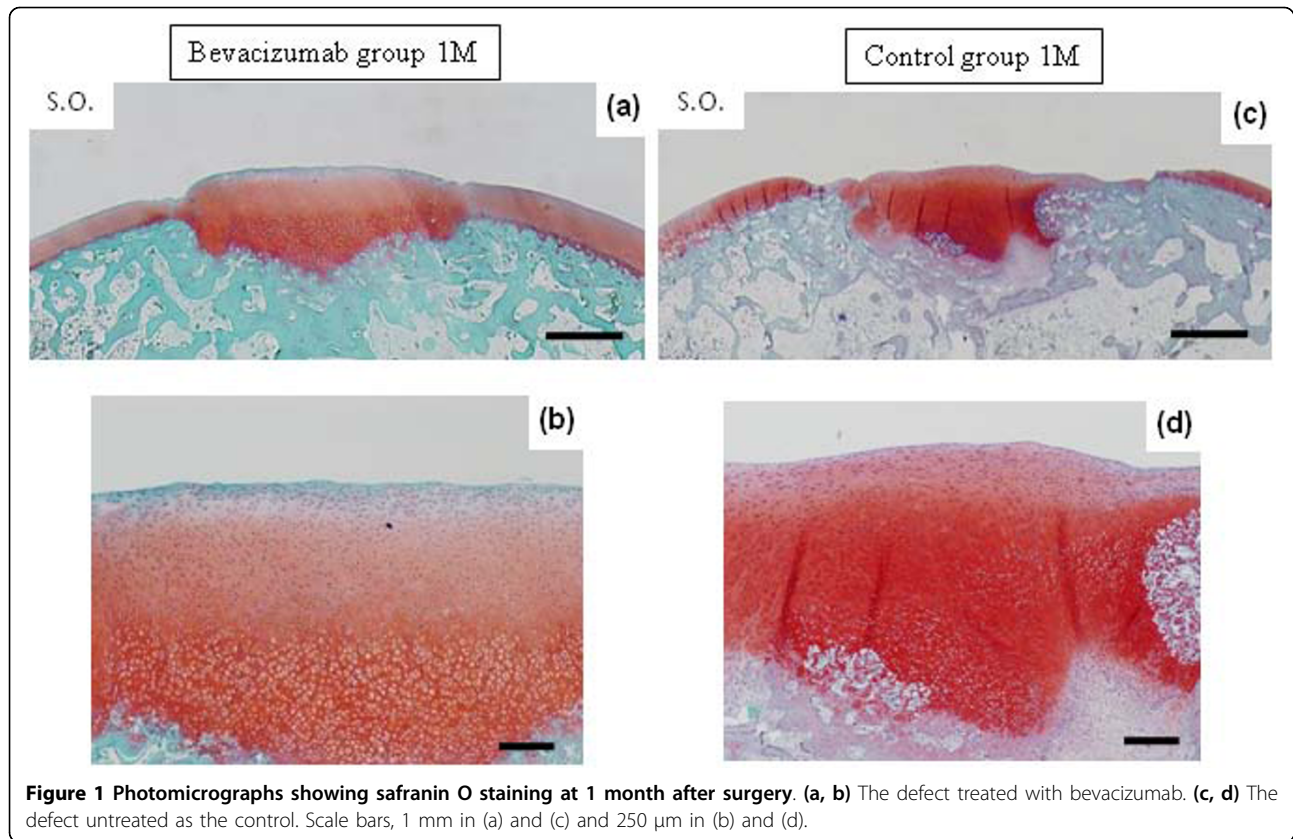 Bevacizumab group 1M
Control group 1M
S.O.
(a)
(c)
(b)
(d)
Figure 1 Photomicrographs showing safranin O staining at 1 month after surgery. (a, b) The defect treated with bevacizumab. (c, d) The
defect untreated as the control. Scale bars, 1 mm in (a) and (c) and 250 μm in (b) and (d).